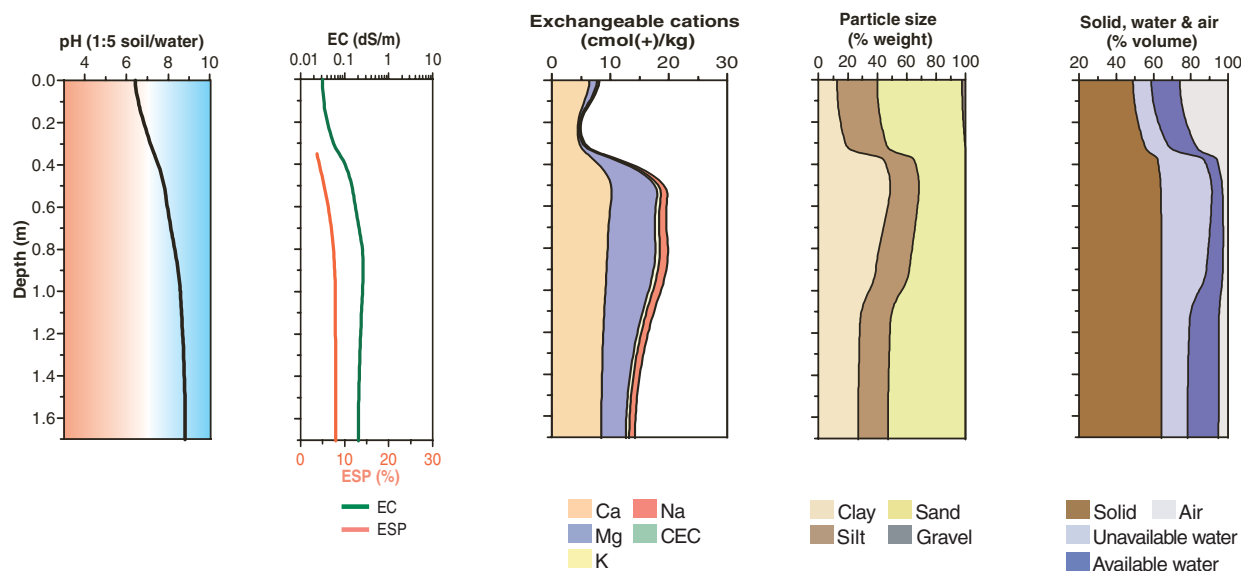 pH (1:5 soil/water)
4 6 8 10
Depth (m)
0.0
0.2
0.4
0.6
0.8
1.0
1.2
1.4
1.6
EC (dS/m)
0.01 0.1 1 10
0 10 20 30
ESP (%)
EC
ESP
Exchangeable cations
(cmol(+)/kg)
0 10 20 30
Ca Na
Mg CEC
K
Particle size
(% weight)
0 20 40 60 100
Clay Sand
Silt Gravel
Solid, water & air
(% volume)
20 40 60 80 100
Solid Air
Unavailable water
Available water